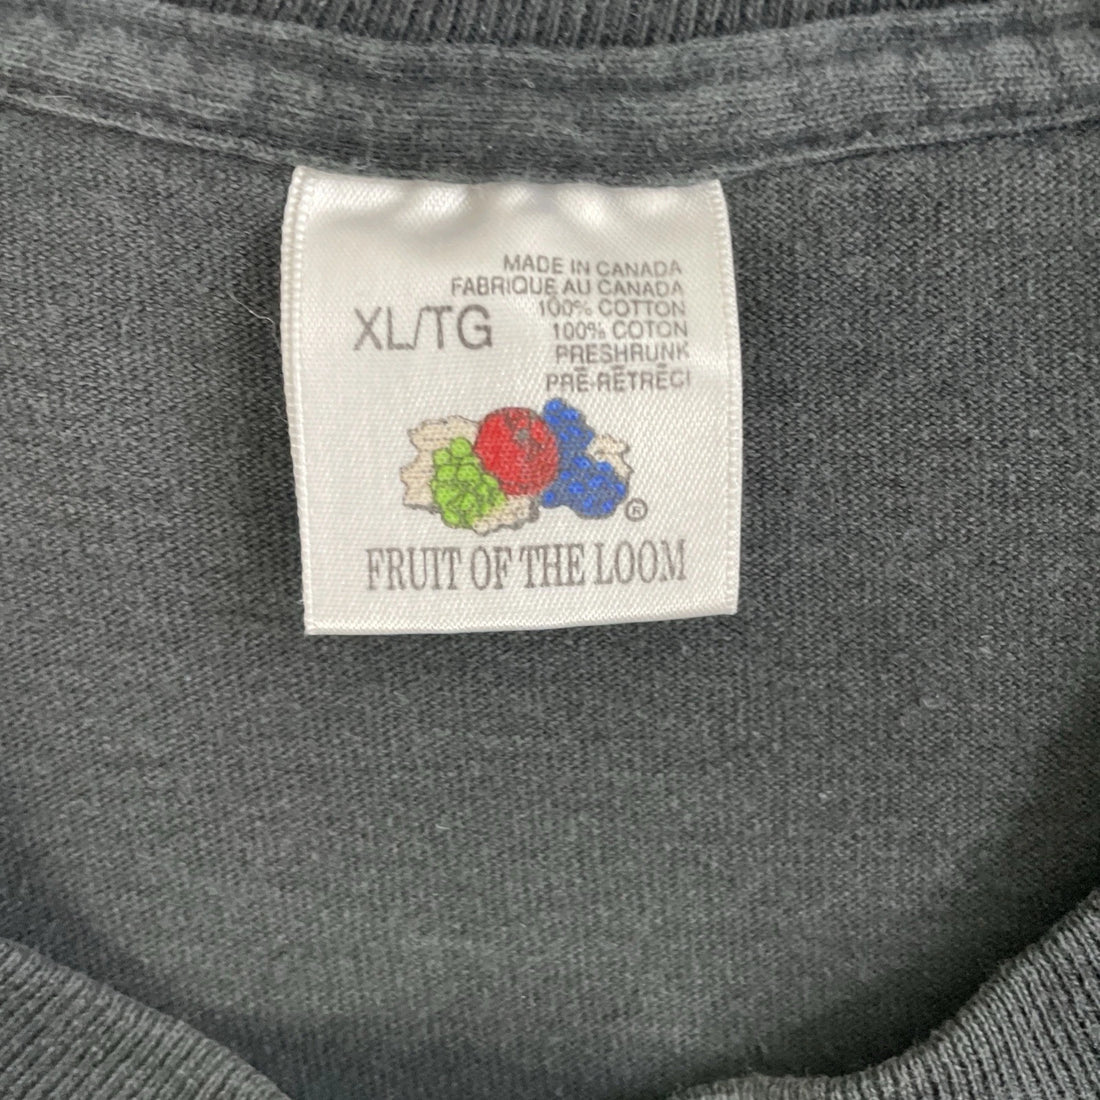 MADE IN CANADA
FABRIQUE AU CANADA
100% COTTON
XL/TG
100% COTON
PRESHRUNK
PRÉ-RÉTRÉCI
®
FRUIT OF THE LOOM